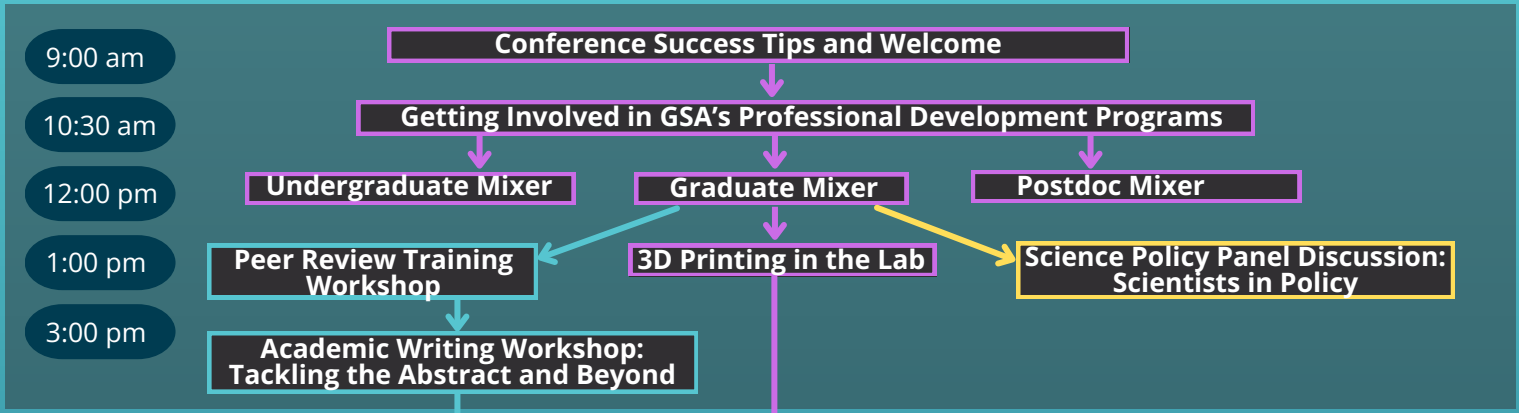 9:00 am
Conference Success Tips and Welcome
10:30 am
Getting Involved in GSA’s Professional Development Programs
12:00 pm
Undergraduate Mixer
Graduate Mixer
Postdoc Mixer
1:00 pm
Peer Review Training
Workshop
3D Printing in the Lab
Science Policy Panel Discussion:
Scientists in Policy
3:00 pm
Academic Writing Workshop:
Tackling the Abstract and Beyond